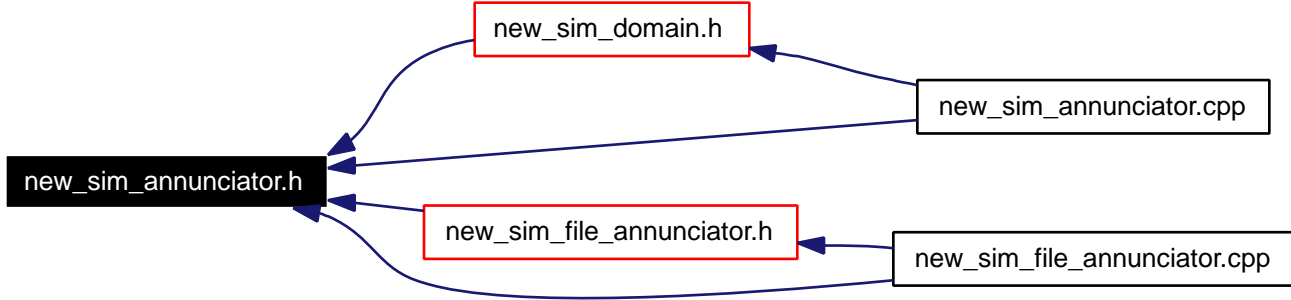 new_sim_domain.h
new_sim_annunciator.cpp
new_sim_annunciator.h
new_sim_file_annunciator.h
new_sim_file_annunciator.cpp